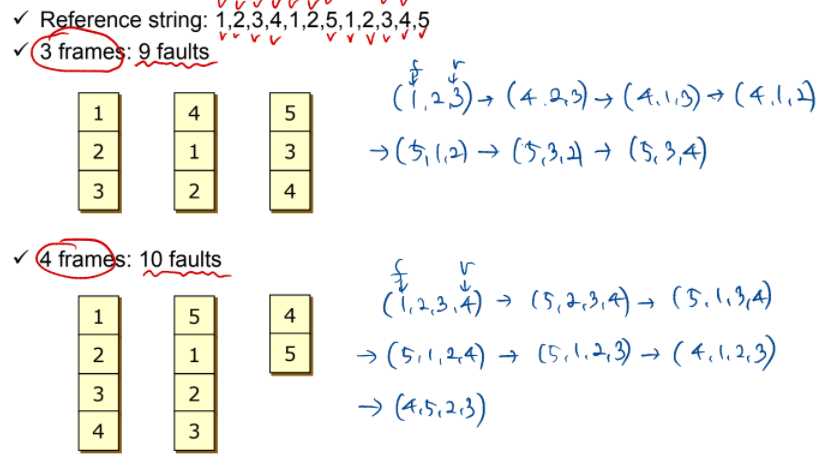 ✓ Reference string: 1,2,3,4,1,2,5,1,2,3,4,5
✓ 3 frames: 9 faults
1 4 5
2 1 3
3 2 4
f r
(1,2,3) → (4,2,3) → (4,1,3) → (4,1,2)
→ (5,1,2) → (5,3,2) → (5,3,4)
✓ 4 frames: 10 faults
1 5 4
2 1 5
3 2
4 3
f r
(1,2,3,4) → (5,2,3,4) → (5,1,3,4)
→ (5,1,2,4) → (5,1,2,3) → (4,1,2,3)
→ (4,5,2,3)